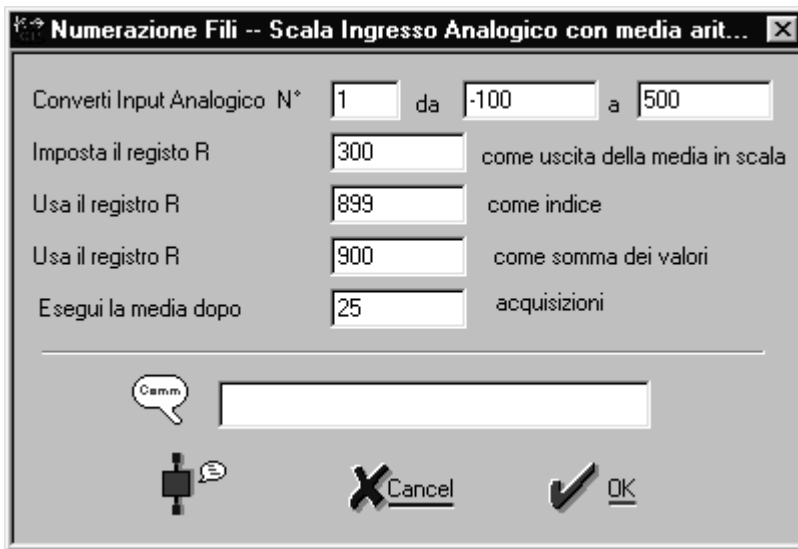 Numerazione Fili -- Scala Ingresso Analogico con media arit...
Converti Input Analogico N° 1 da -100 a 500
Imposta il registo R 300 come uscita della media in scala
Usa il registro R 899 come indice
Usa il registro R 900 come somma dei valori
Esegui la media dopo 25 acquisizioni
Comm
Cancel OK